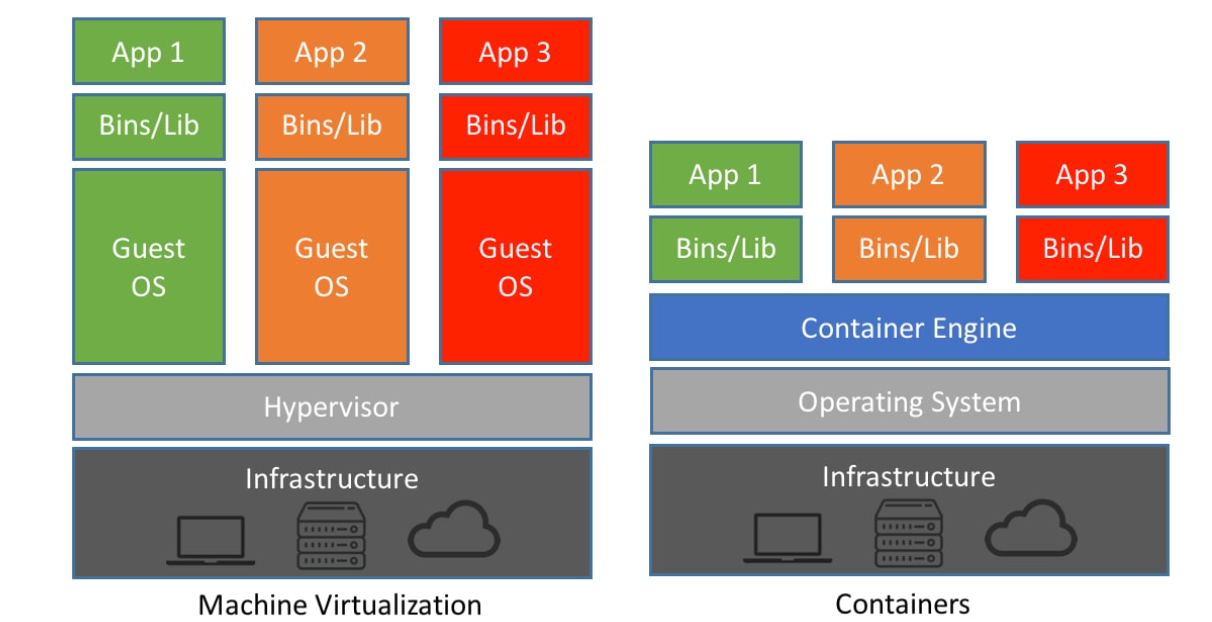 App 1
App 2
App 3
Bins/Lib
Bins/Lib
Bins/Lib
Guest
OS
Guest
OS
Guest
OS
Hypervisor
Infrastructure
Machine Virtualization
App 1
App 2
App 3
Bins/Lib
Bins/Lib
Bins/Lib
Container Engine
Operating System
Infrastructure
Containers